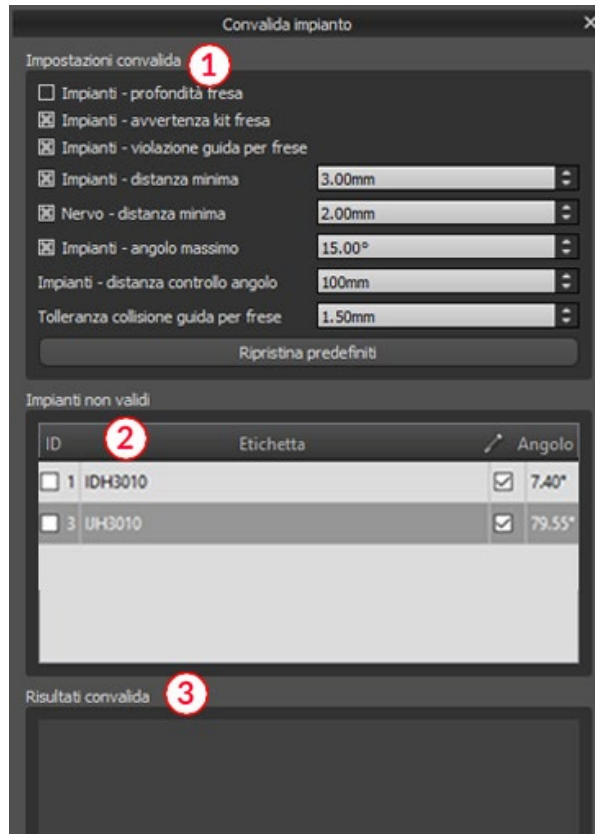 Convalida impianto
Impostazioni convalida 1
Impianti - profondità fresa
Impianti - avvertenza kit fresa
Impianti - violazione guida per frese
Impianti - distanza minima 3.00mm
Nervo - distanza minima 2.00mm
Impianti - angolo massimo 15.00°
Impianti - distanza controllo angolo 100mm
Tolleranza collisione guida per frese 1.50mm
Ripristina predefiniti
Impianti non validi
ID 2 Etichetta Angolo
1 IDH3010 7.40°
3 UH3010 79.55°
Risultati convalida 3